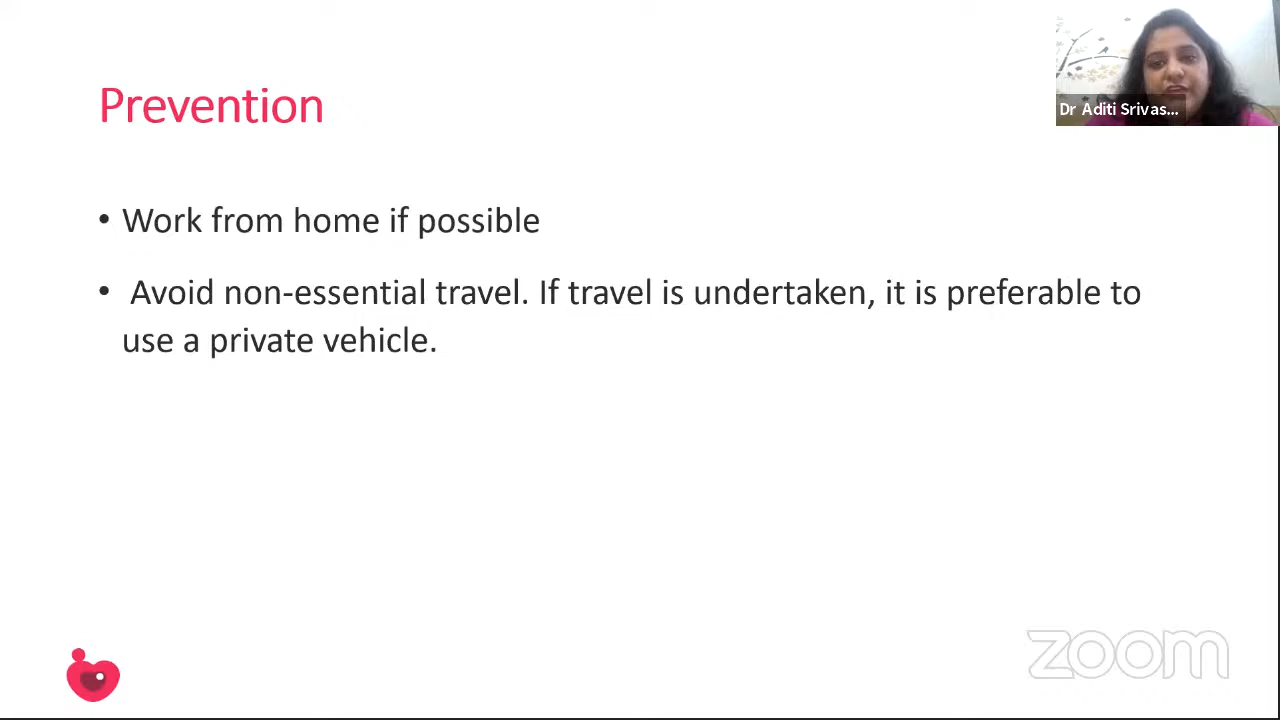 Prevention
Dr Aditi Srivas...
• Work from home if possible
• Avoid non-essential travel. If travel is undertaken, it is preferable to
use a private vehicle.
zoom